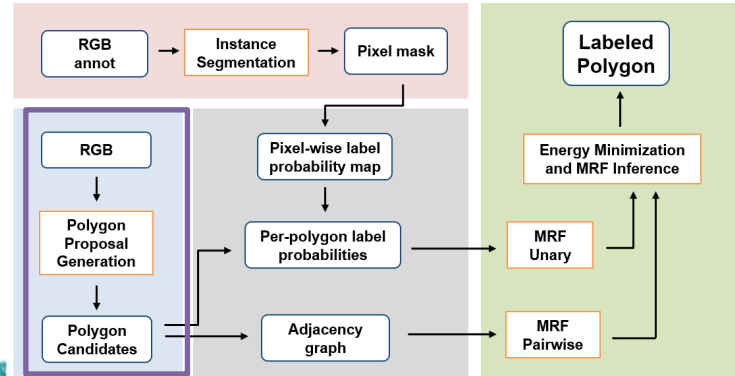 RGB
annot
Instance
Segmentation
Pixel mask
Labeled
Polygon
RGB
Pixel-wise label
probability map
Energy Minimization
and MRF Inference
Polygon
Proposal
Generation
Per-polygon label
probabilities
MRF
Unary
Polygon
Candidates
Adjacency
graph
MRF
Pairwise